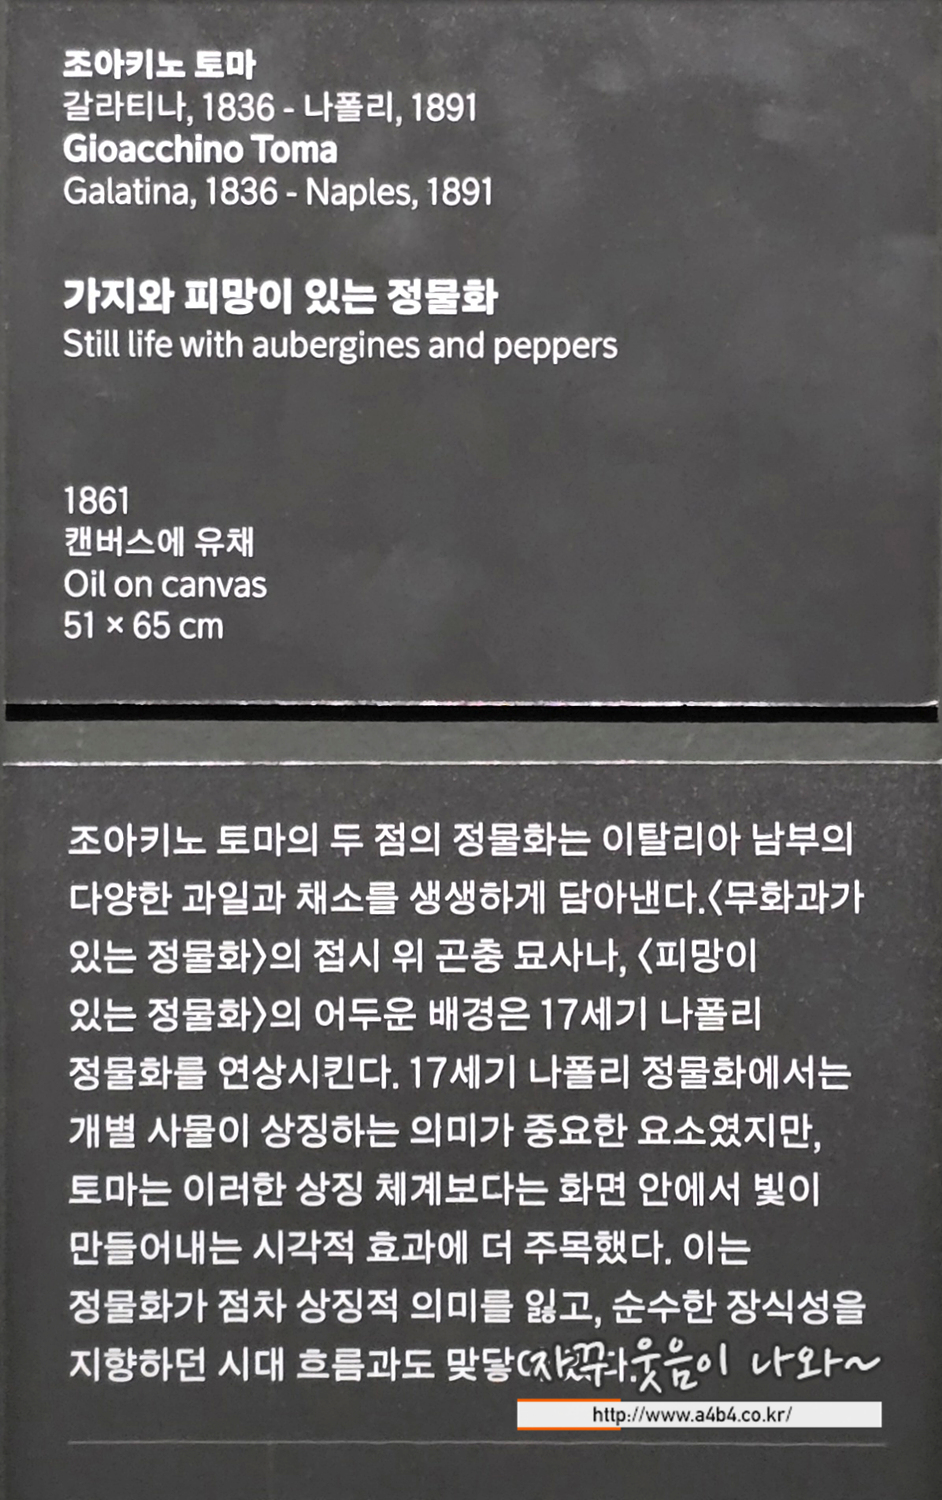 조아키노 토마
갈라티나, 1836 - 나폴리, 1891
Gioacchino Toma
Galatina, 1836 - Naples, 1891
가지와 피망이 있는 정물화
Still life with aubergines and peppers
1861
캔버스에 유채
Oil on canvas
51 × 65 cm
조아키노 토마의 두 점의 정물화는 이탈리아 남부의
다양한 과일과 채소를 생생하게 담아낸다.〈무화과가
있는 정물화〉의 접시 위 곤충 묘사나, 〈피망이
있는 정물화〉의 어두운 배경은 17세기 나폴리
정물화를 연상시킨다. 17세기 나폴리 정물화에서는
개별 사물이 상징하는 의미가 중요한 요소였지만,
토마는 이러한 상징 체계보다는 화면 안에서 빛이
만들어내는 시각적 효과에 더 주목했다. 이는
정물화가 점차 상징적 의미를 잃고, 순수한 장식성을
지향하던 시대 흐름과도
자꾸 웃음이 나와~
http://www.a4b4.co.kr/